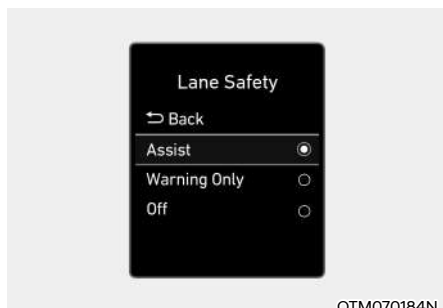 Lane Safety
Back
Assist
Warning Only
Off
OTM070184N